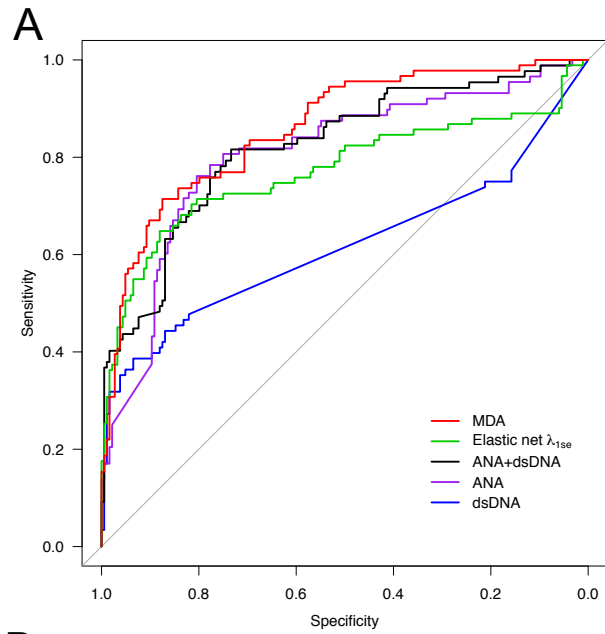 A
1.0
0.8
0.6
0.4
0.2
0.0
Sensitivity
MDA
Elastic net λ1se
ANA+dsDNA
ANA
dsDNA
1.0 0.8 0.6 0.4 0.2 0.0
Specificity